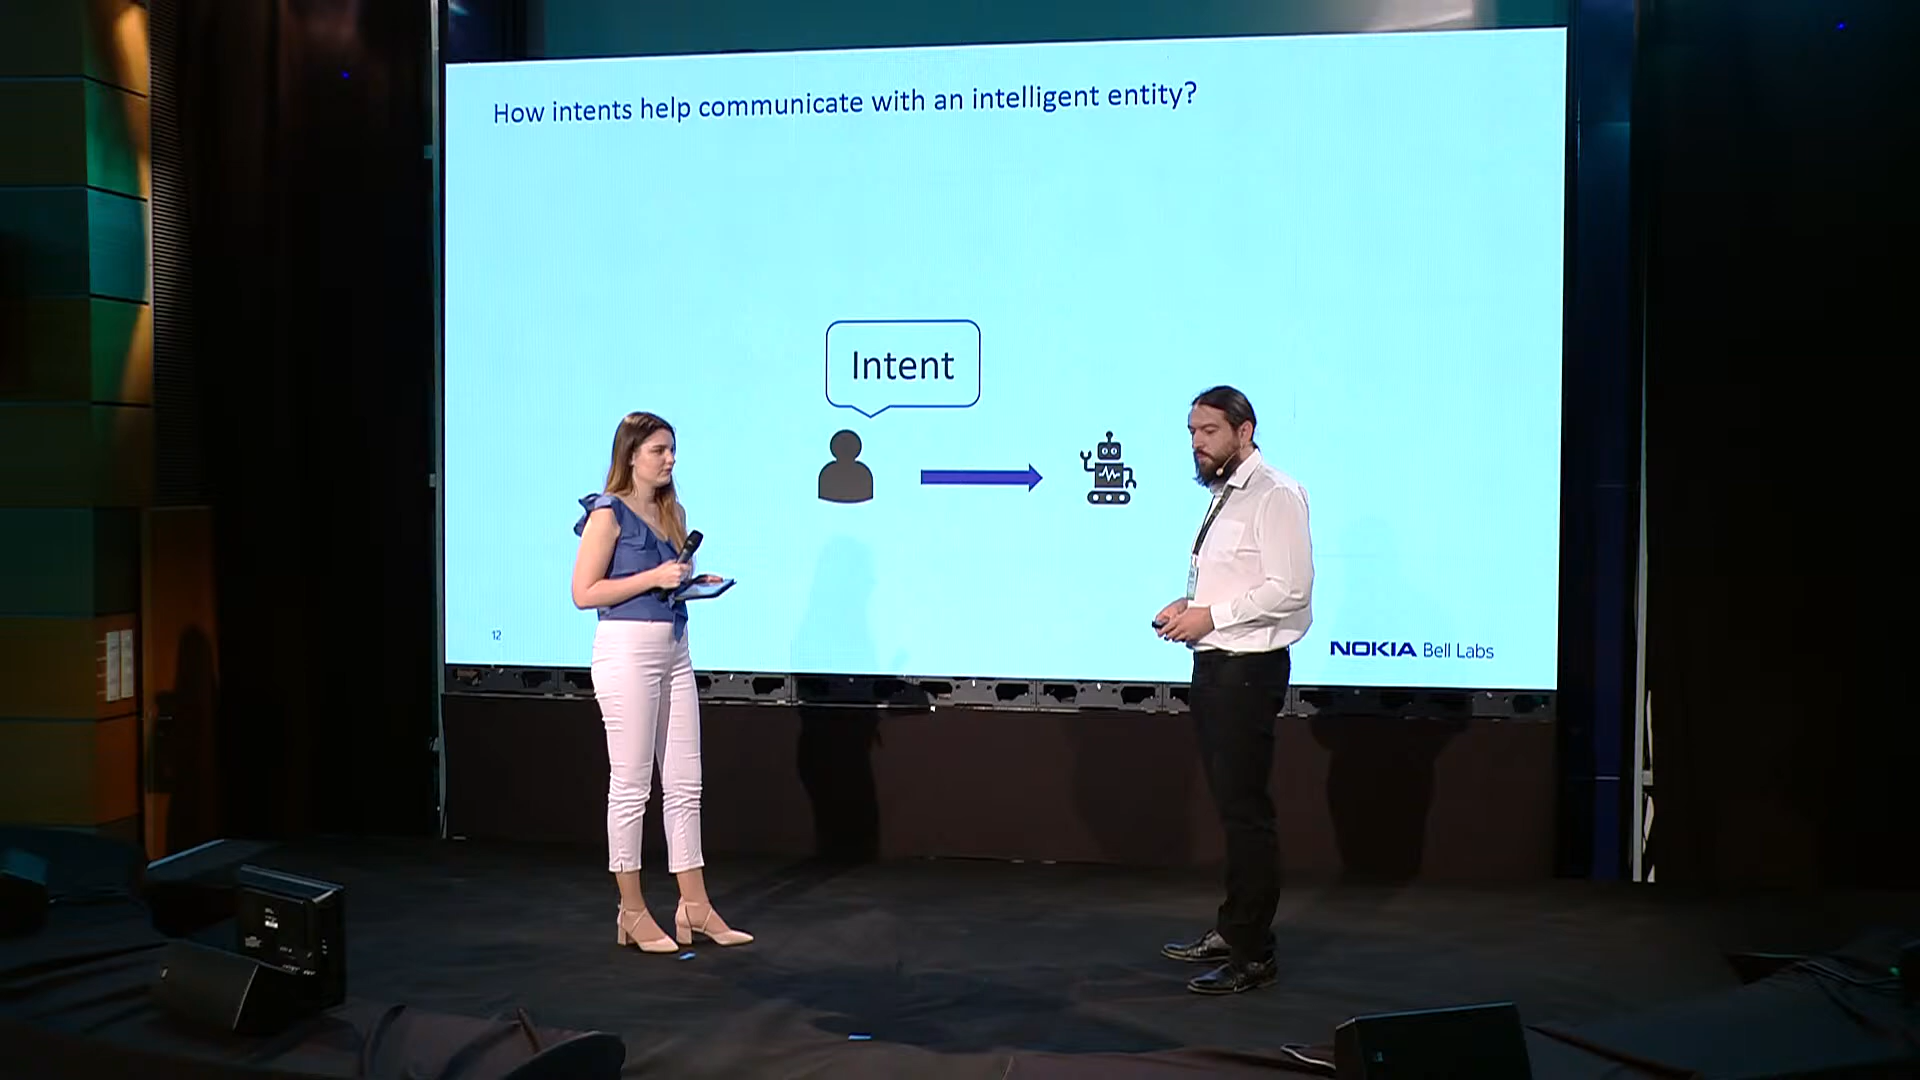 How intents help communicate with an intelligent entity?
Intent
12
NOKIA Bell Labs